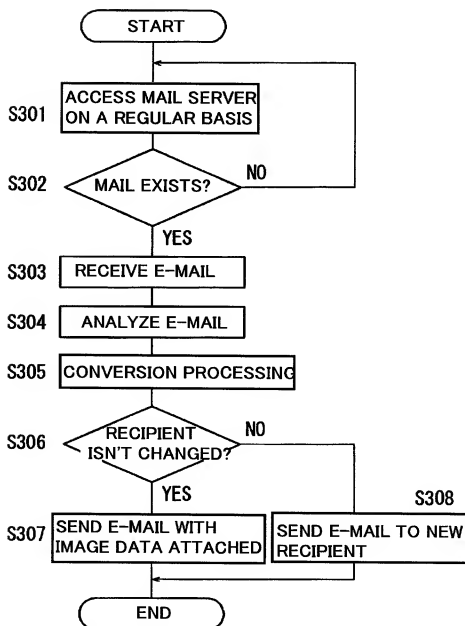 START
S301
ACCESS MAIL SERVER
ON A REGULAR BASIS
S302
MAIL EXISTS?
NO
YES
S303
RECEIVE E-MAIL
S304
ANALYZE E-MAIL
S305
CONVERSION PROCESSING
S306
RECIPIENT
ISN'T CHANGED?
NO
YES
S307
SEND E-MAIL WITH
IMAGE DATA ATTACHED
S308
SEND E-MAIL TO NEW
RECIPIENT
END